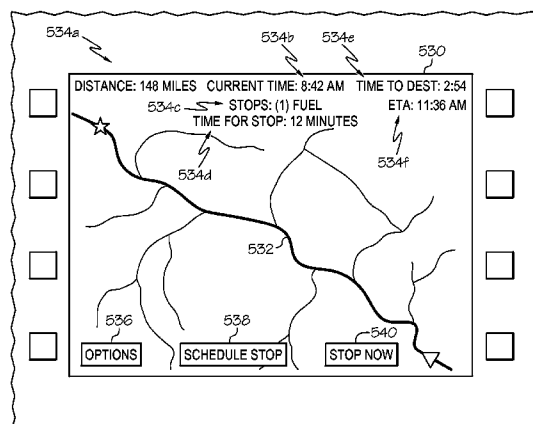 534a
534b
534e
530
DISTANCE: 148 MILES CURRENT TIME: 8:42 AM TIME TO DEST: 2:54
534c STOPS: (1) FUEL ETA: 11:36 AM
TIME FOR STOP: 12 MINUTES
534d
534f
532
536
538
540
OPTIONS
SCHEDULE STOP
STOP NOW